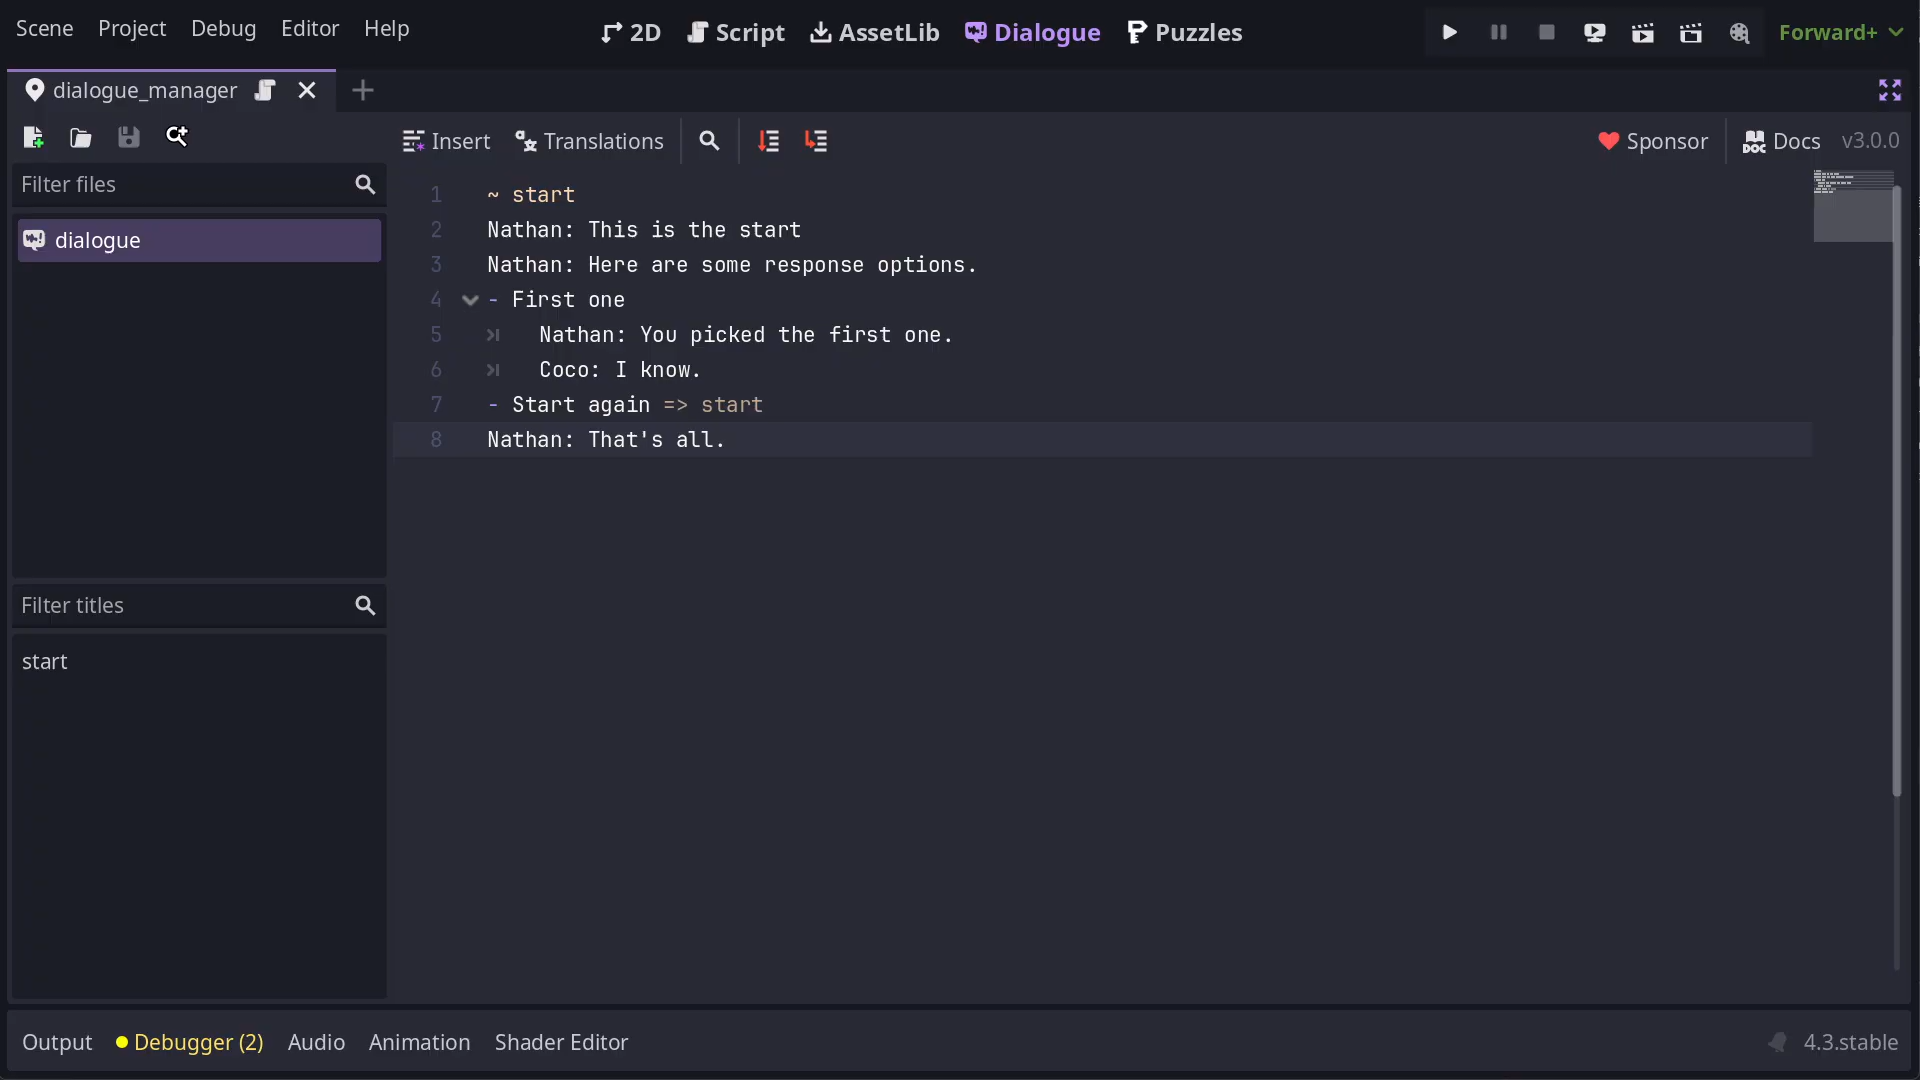 Scene Project Debug Editor Help 2D Script AssetLib Dialogue Puzzles Forward+
dialogue_manager
Insert Translations Sponsor DOC Docs v3.0.0
Filter files
dialogue
Filter titles
start
1 ~ start
2 Nathan: This is the start
3 Nathan: Here are some response options.
4 - First one
5 Nathan: You picked the first one.
6 Coco: I know.
7 - Start again => start
8 Nathan: That's all.
Output Debugger (2) Audio Animation Shader Editor 4.3.stable